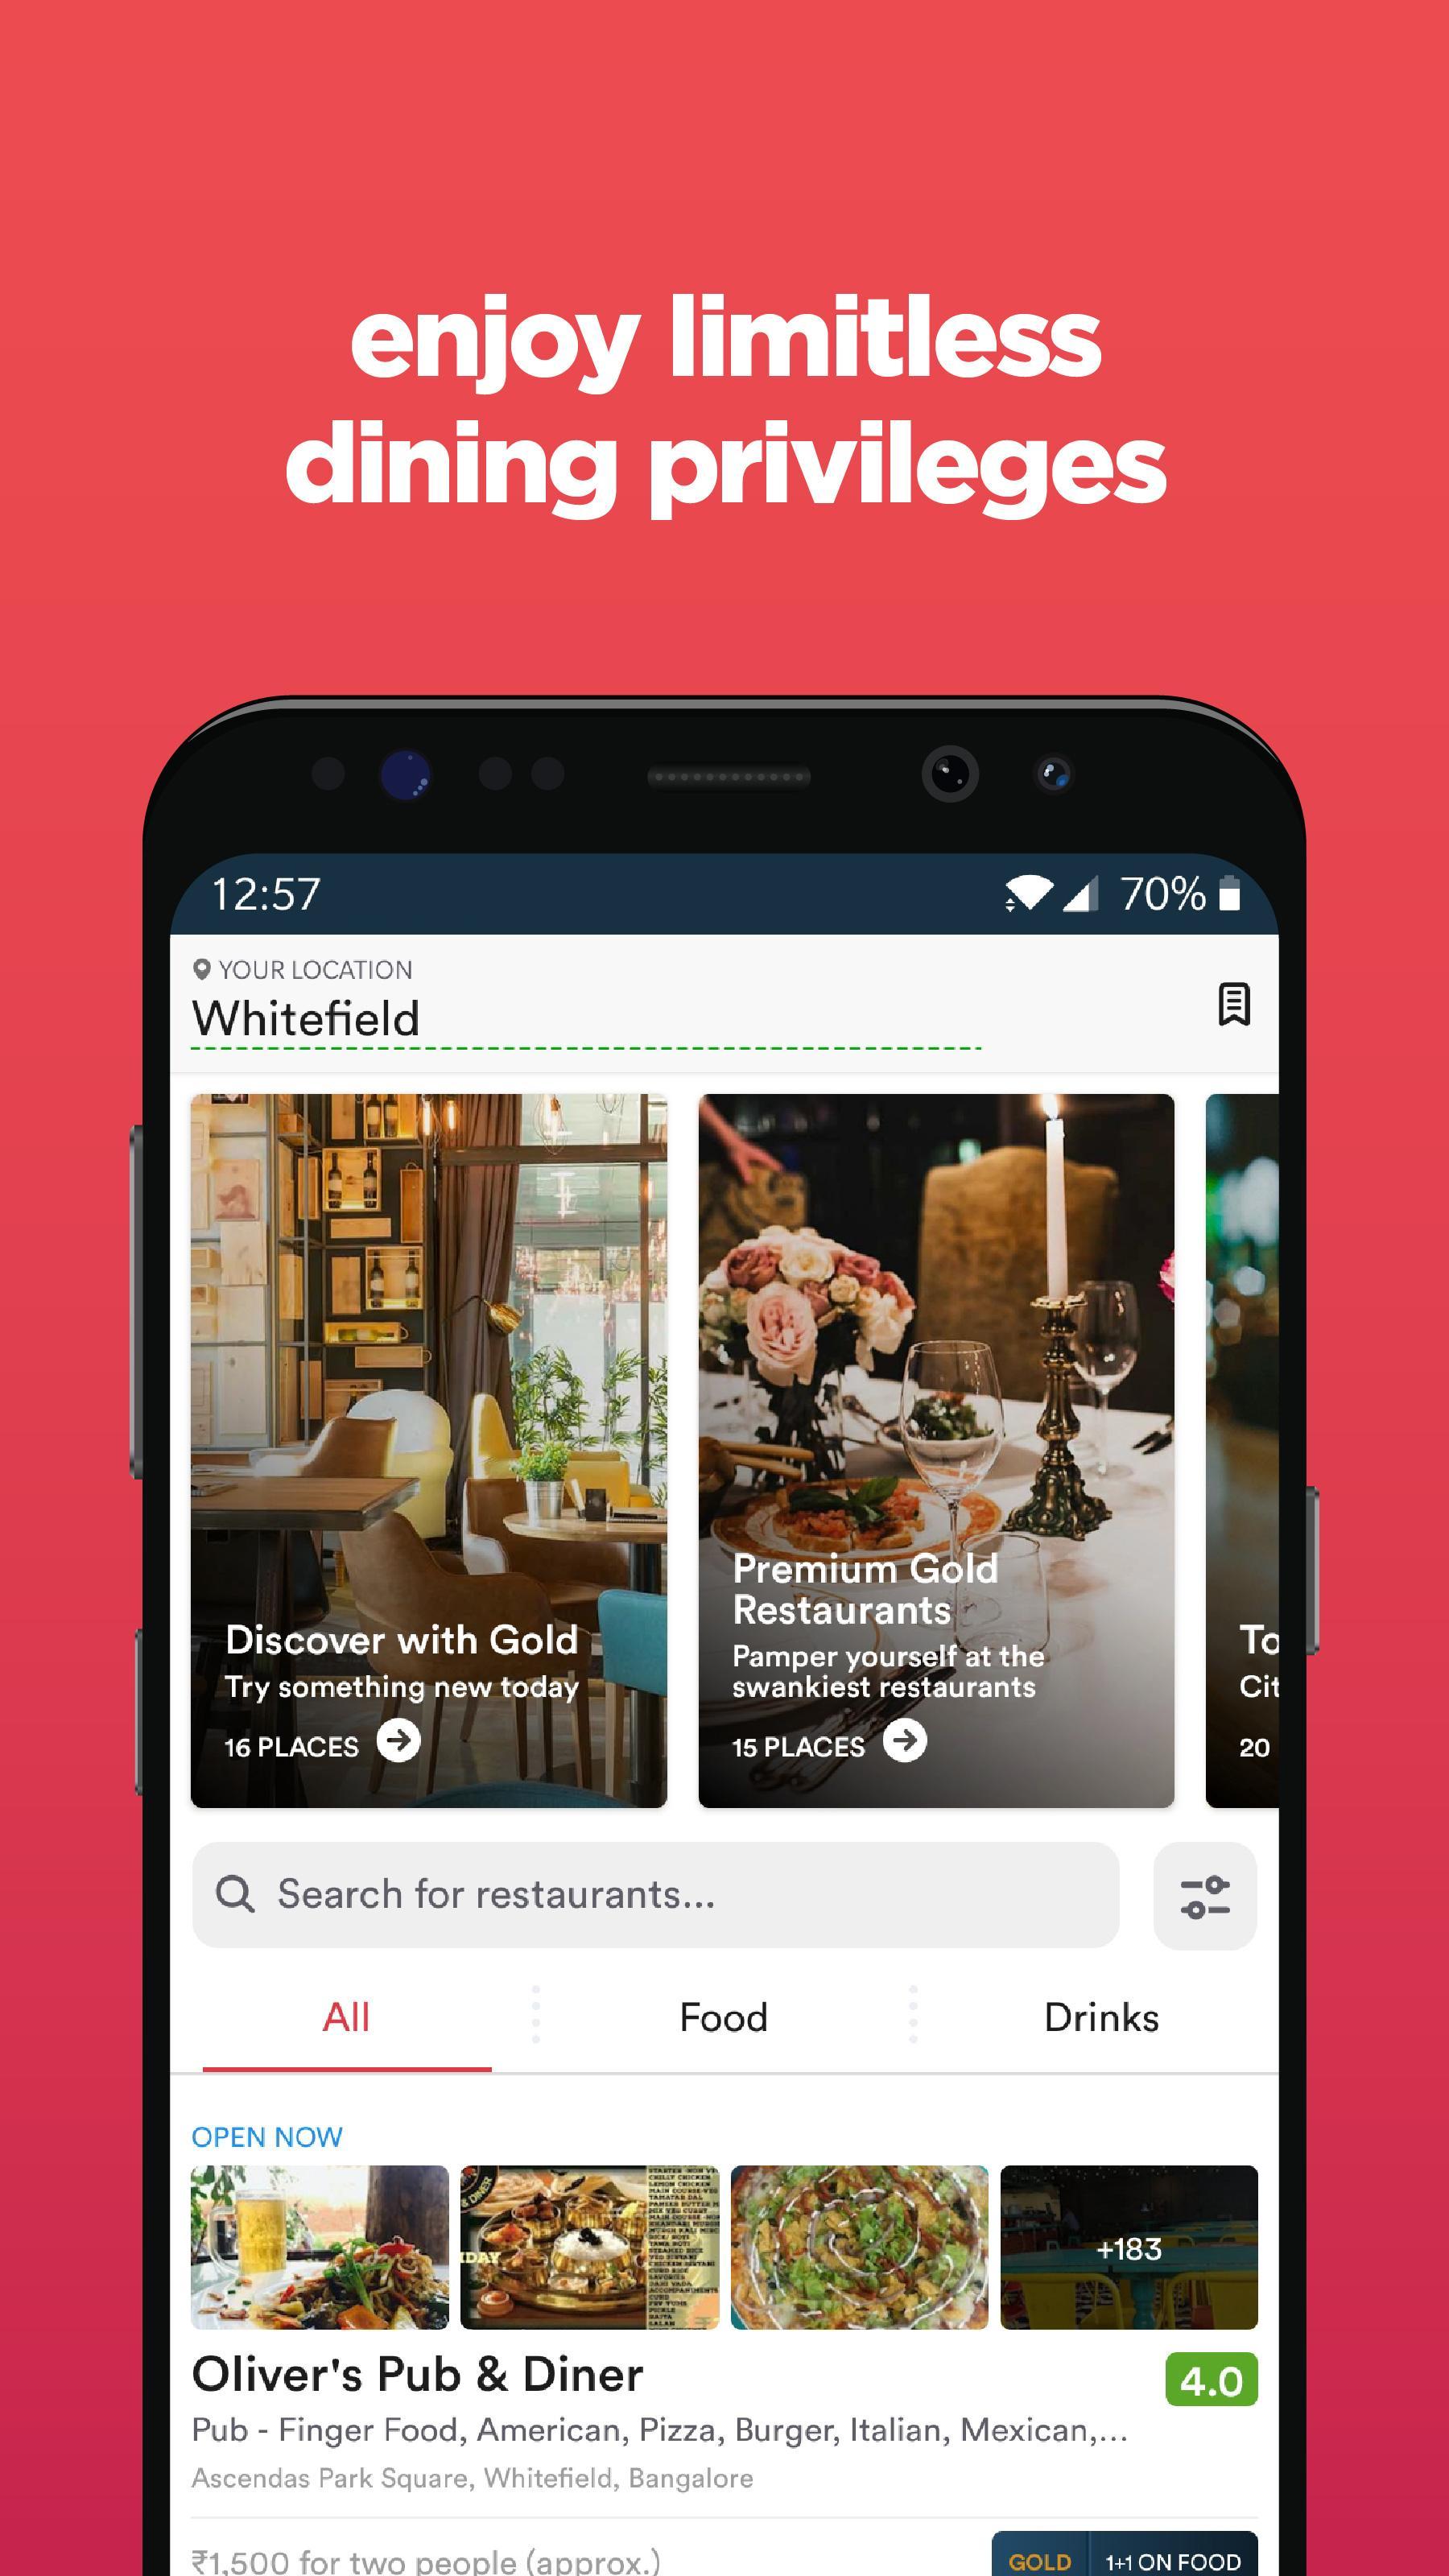 enjoy limitless
dining privileges
12:57
70%
YOUR LOCATION
Whitefield
Discover with Gold
Try something new today
16 PLACES
Premium Gold
Restaurants
Pamper yourself at the
swankiest restaurants
15 PLACES
To
Cit
20
Search for restaurants...
All
Food
Drinks
OPEN NOW
IDAY
+183
Oliver's Pub & Diner
4.0
Pub - Finger Food, American, Pizza, Burger, Italian, Mexican,...
Ascendas Park Square, Whitefield, Bangalore
₹1,500 for two people (approx.)
GOLD
1+1 ON FOOD